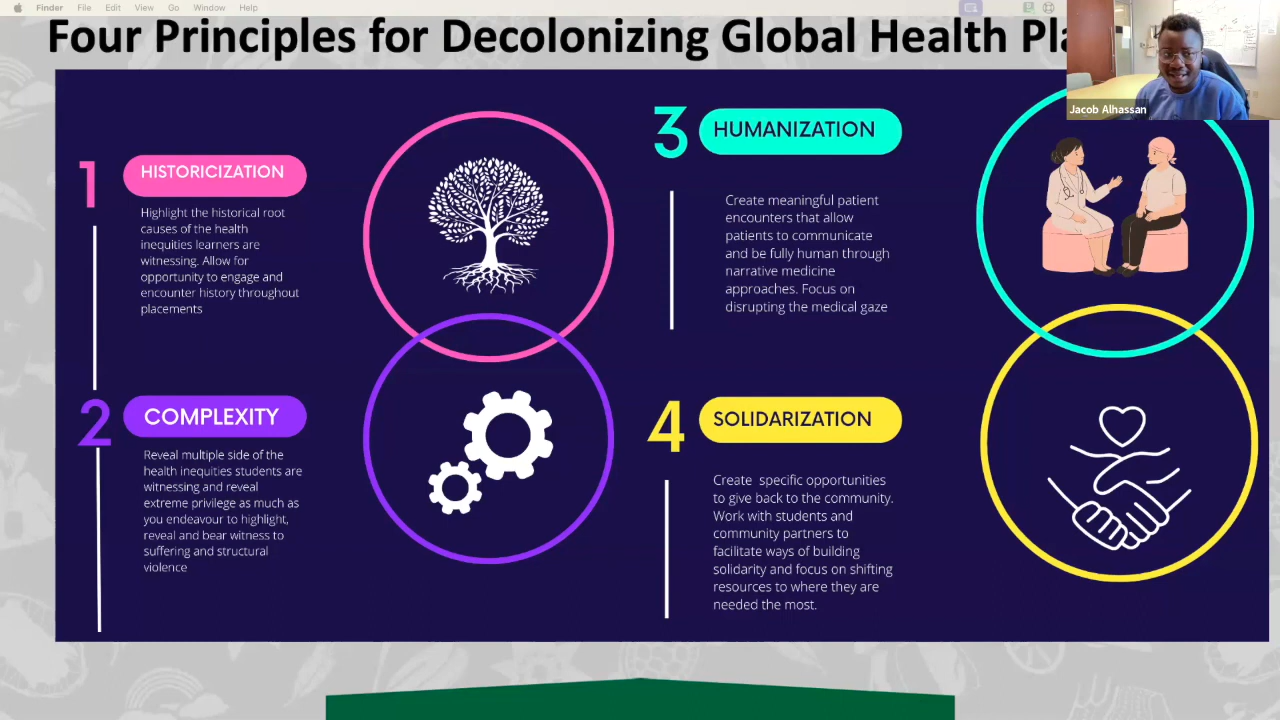 Finder File Edit View Go Window Help
Four Principles for Decolonizing Global Health Pla
Jacob Alhassan
1 HISTORICIZATION
Highlight the historical root
causes of the health
inequities learners are
witnessing. Allow for
opportunity to engage and
encounter history throughout
placements
2 COMPLEXITY
Reveal multiple side of the
health inequities students are
witnessing and reveal
extreme privilege as much as
you endeavour to highlight,
reveal and bear witness to
suffering and structural
violence
3 HUMANIZATION
Create meaningful patient
encounters that allow
patients to communicate
and be fully human through
narrative medicine
approaches. Focus on
disrupting the medical gaze
4 SOLIDARIZATION
Create specific opportunities
to give back to the community.
Work with students and
community partners to
facilitate ways of building
solidarity and focus on shifting
resources to where they are
needed the most.